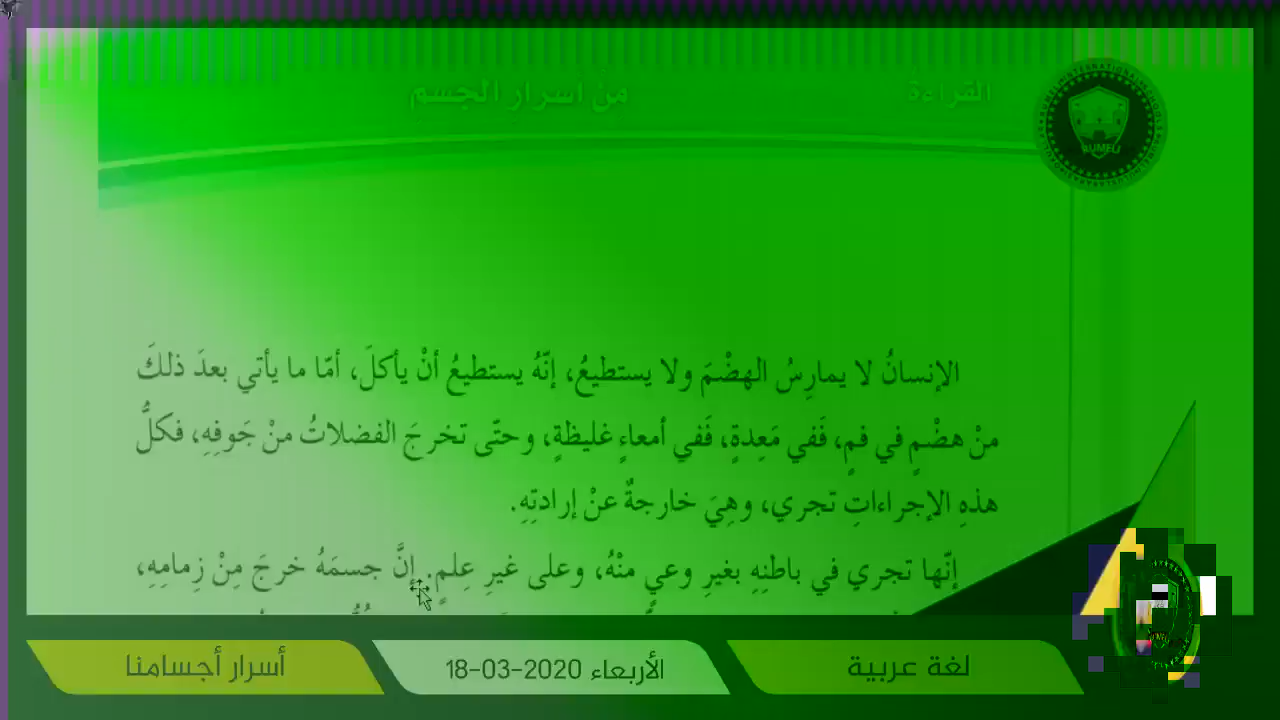 القراءة
من أسرار الجسم
RUMELI
الإنسانُ لا يمارِسُ الهضْمَ ولا يستطيعُ، إنّهُ يستطيعُ أنْ يأكلَ، أمّا ما يأتي بعدَ ذلكَ
منْ هضْمٍ في فمٍ، فَفي مَعِدةٍ، فَفي أمعاءٍ غليظةٍ، وحتّى تخرجَ الفضلاتُ منْ جَوفِهِ، فكلُّ
هذهِ الإجراءاتِ تجري، وهِيَ خارجةٌ عنْ إرادتِهِ.
إنّها تجري في باطنِهِ بغيرِ وعيٍ منْهُ، وعلى غيرِ عِلمٍ. إنَّ جسمَهُ خرجَ مِنْ زِمامِهِ،
لغة عربية
الأربعاء 2020-03-18
أسرار أجسامنا